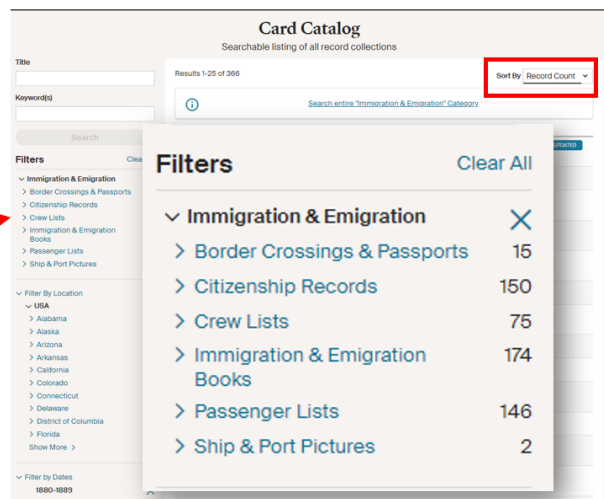 Card Catalog
Searchable listing of all record collections
Title
Keyword(s)
Search
Filters
Immigration & Emigration
Border Crossings & Passports
Citizenship Records
Crew Lists
Immigration & Emigration
Books
Passenger Lists
Ship & Port Pictures
Filter By Location
USA
Alabama
Alaska
Arizona
Arkansas
California
Colorado
Connecticut
Delaware
District of Columbia
Florida
Show More >
Filter by Dates
1880-1889
Results 1-25 of 366
Sort By Record Count
Search entire "Immigration & Emigration" Category
UPDATED
Filters Clear All
Immigration & Emigration
Border Crossings & Passports 15
Citizenship Records 150
Crew Lists 75
Immigration & Emigration 174
Books
Passenger Lists 146
Ship & Port Pictures 2